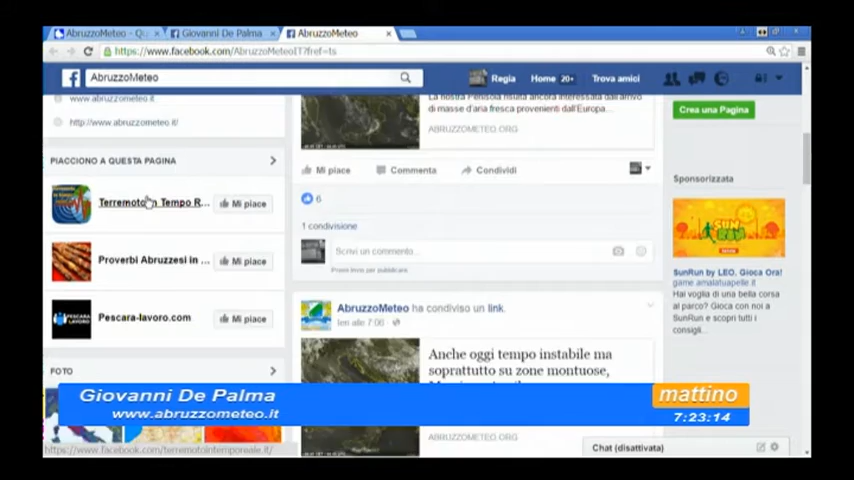 AbruzzoMeteo - Qu
Giovanni De Palma
AbruzzoMeteo
https://www.facebook.com/AbruzzoMeteoIT?fref=ts
AbruzzoMeteo
Regia
Home 20+
Trova amici
www.abruzzometeo.it
http://www.abruzzometeo.it/
PIACCIONO A QUESTA PAGINA
Terremoto in Tempo R...
Mi piace
Proverbi Abruzzesi in ...
Mi piace
Pescara-lavoro.com
Mi piace
PESCARA
LAVORO
FOTO
La nostra Penisola risulta ancora interessata dall'arrivo
di masse d'aria fresca provenienti dall'Europa...
ABRUZZOMETEO.ORG
Mi piace
Commenta
Condividi
6
1 condivisione
Scrivi un commento...
Premi Invio per pubblicare.
AbruzzoMeteo ha condiviso un link.
Ieri alle 7:00
Anche oggi tempo instabile ma
soprattutto su zone montuose,
ABRUZZOMETEO.ORG
Crea una Pagina
Sponsorizzata
SUN
RUN
SunRun by LEO. Gioca Ora!
game.amalatuapelle.it
Hai voglia di una bella corsa
al parco? Gioca con noi a
SunRun e scopri tutti i
consigli...
Chat (disattivata)
Giovanni De Palma
www.abruzzometeo.it
mattino
7:23:14
https://www.facebook.com/terremotointemporeale.it/